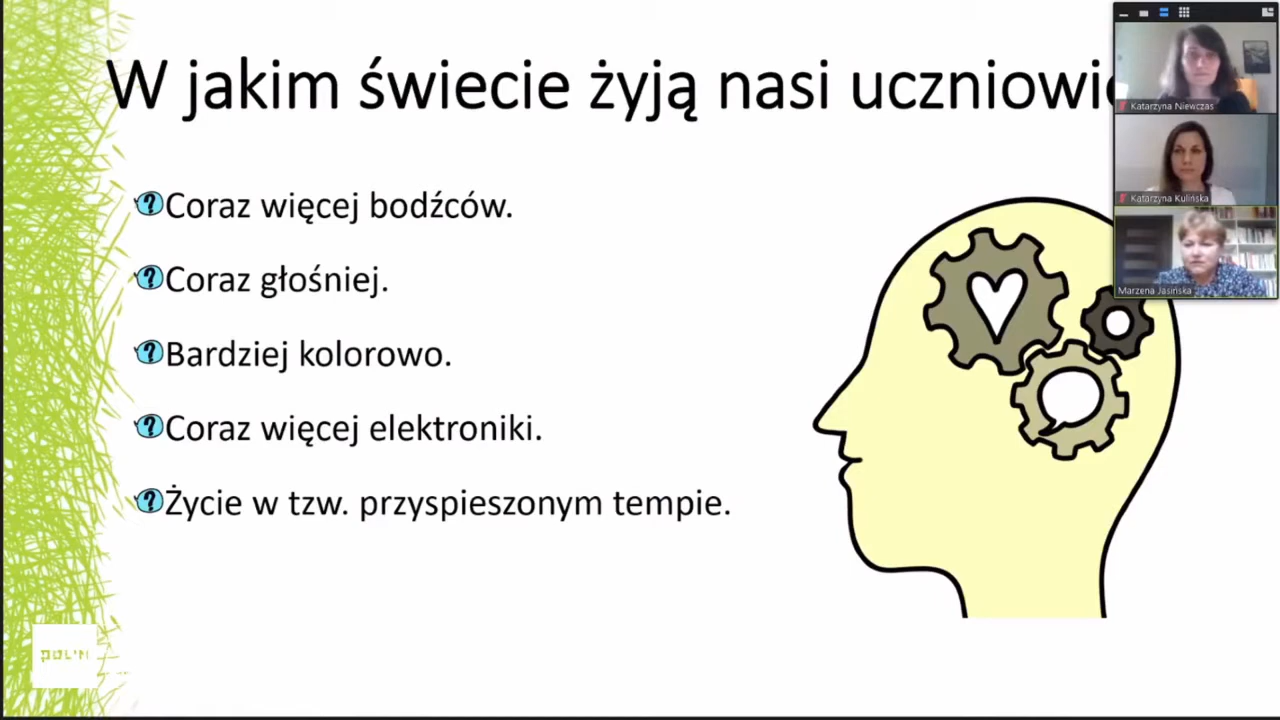 W jakim świecie żyją nasi uczniowie
Coraz więcej bodźców.
Coraz głośniej.
Bardziej kolorowo.
Coraz więcej elektroniki.
Życie w tzw. przyspieszonym tempie.
Katarzyna Niewczas
Katarzyna Kulińska
Marzena Jasińska